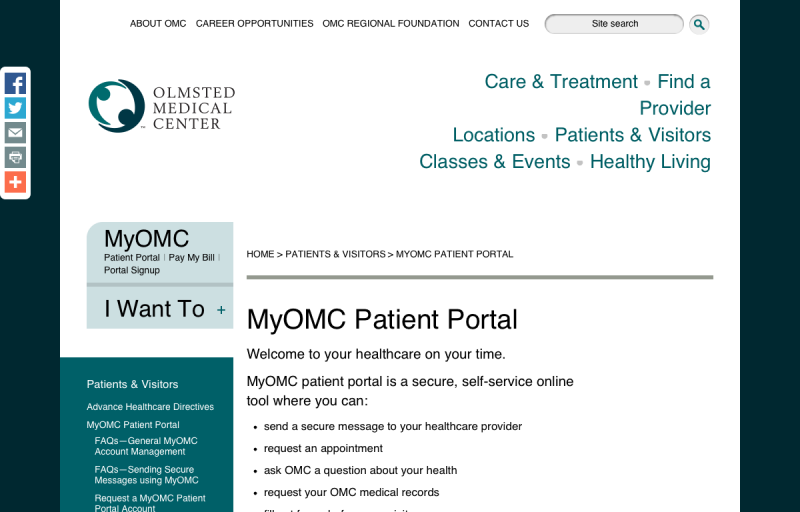 ABOUT OMC CAREER OPPORTUNITIES OMC REGIONAL FOUNDATION CONTACT US
Site search
OLMSTED
MEDICAL
CENTER
Care & Treatment • Find a
Provider
Locations • Patients & Visitors
Classes & Events • Healthy Living
MyOMC
Patient Portal | Pay My Bill |
Portal Signup
I Want To +
HOME > PATIENTS & VISITORS > MYOMC PATIENT PORTAL
MyOMC Patient Portal
Welcome to your healthcare on your time.
MyOMC patient portal is a secure, self-service online
tool where you can:
• send a secure message to your healthcare provider
• request an appointment
• ask OMC a question about your health
• request your OMC medical records
Patients & Visitors
Advance Healthcare Directives
MyOMC Patient Portal
FAQs—General MyOMC
Account Management
FAQs—Sending Secure
Messages using MyOMC
Request a MyOMC Patient
Portal Account